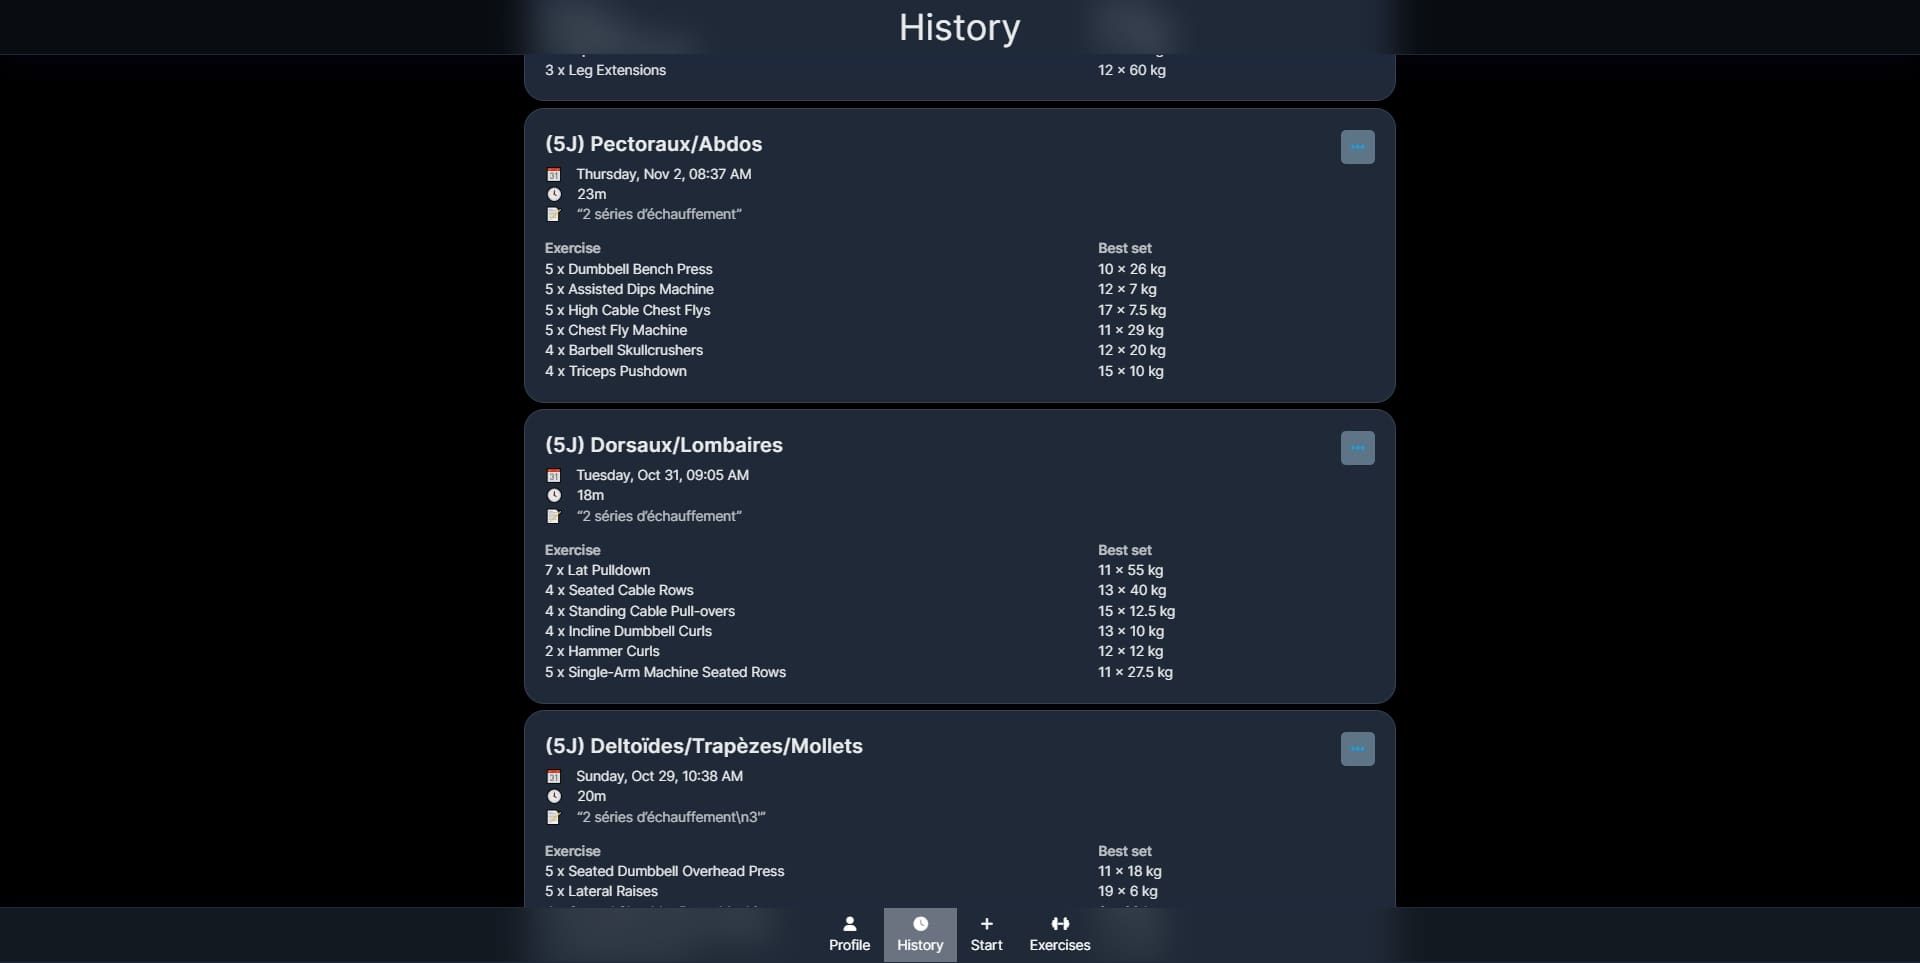 History
3 x Leg Extensions 12 × 60 kg
(5J) Pectoraux/Abdos
Thursday, Nov 2, 08:37 AM
23m
“2 séries d'échauffement”
Exercise Best set
5 x Dumbbell Bench Press 10 × 26 kg
5 x Assisted Dips Machine 12 × 7 kg
5 x High Cable Chest Flys 17 × 7.5 kg
5 x Chest Fly Machine 11 × 29 kg
4 x Barbell Skullcrushers 12 × 20 kg
4 x Triceps Pushdown 15 × 10 kg
(5J) Dorsaux/Lombaires
Tuesday, Oct 31, 09:05 AM
18m
“2 séries d'échauffement”
Exercise Best set
7 x Lat Pulldown 11 × 55 kg
4 x Seated Cable Rows 13 × 40 kg
4 x Standing Cable Pull-overs 15 × 12.5 kg
4 x Incline Dumbbell Curls 13 × 10 kg
2 x Hammer Curls 12 × 12 kg
5 x Single-Arm Machine Seated Rows 11 × 27.5 kg
(5J) Deltoïdes/Trapèzes/Mollets
Sunday, Oct 29, 10:38 AM
20m
“2 séries d'échauffement\n3'”
Exercise Best set
5 x Seated Dumbbell Overhead Press 11 × 18 kg
5 x Lateral Raises 19 × 6 kg
Profile History Start Exercises